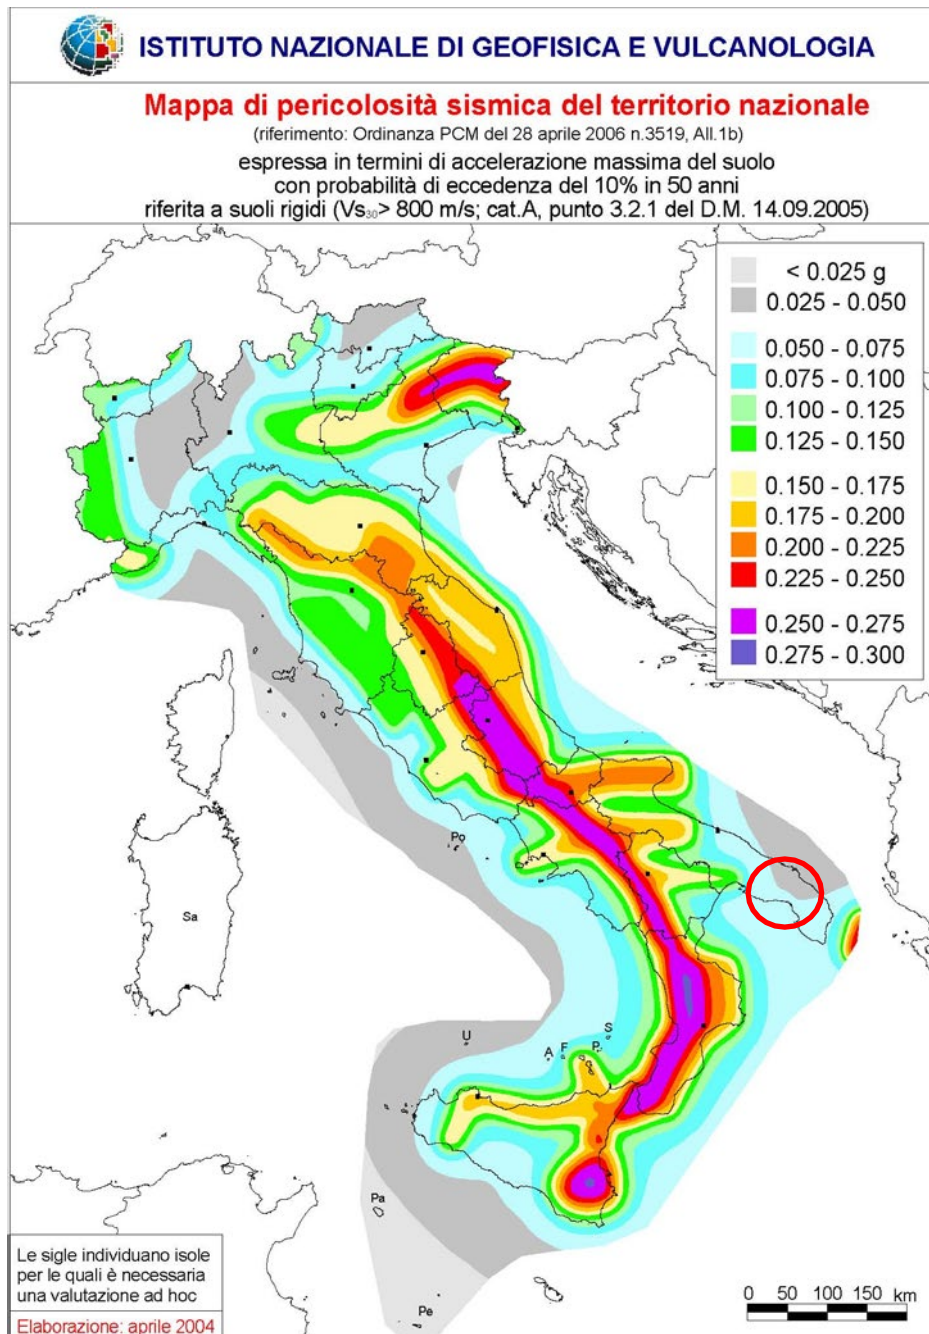 ISTITUTO NAZIONALE DI GEOFISICA E VULCANOLOGIA
Mappa di pericolosità sismica del territorio nazionale
(riferimento: Ordinanza PCM del 28 aprile 2006 n.3519, All.1b)
espressa in termini di accelerazione massima del suolo
con probabilità di eccedenza del 10% in 50 anni
riferita a suoli rigidi (Vs₃₀> 800 m/s; cat.A, punto 3.2.1 del D.M. 14.09.2005)
< 0.025 g
0.025 - 0.050
0.050 - 0.075
0.075 - 0.100
0.100 - 0.125
0.125 - 0.150
0.150 - 0.175
0.175 - 0.200
0.200 - 0.225
0.225 - 0.250
0.250 - 0.275
0.275 - 0.300
Po
Sa
U
A
F
P
S
Pa
Pe
Le sigle individuano isole
per le quali è necessaria
una valutazione ad hoc
Elaborazione: aprile 2004
0 50 100 150 km